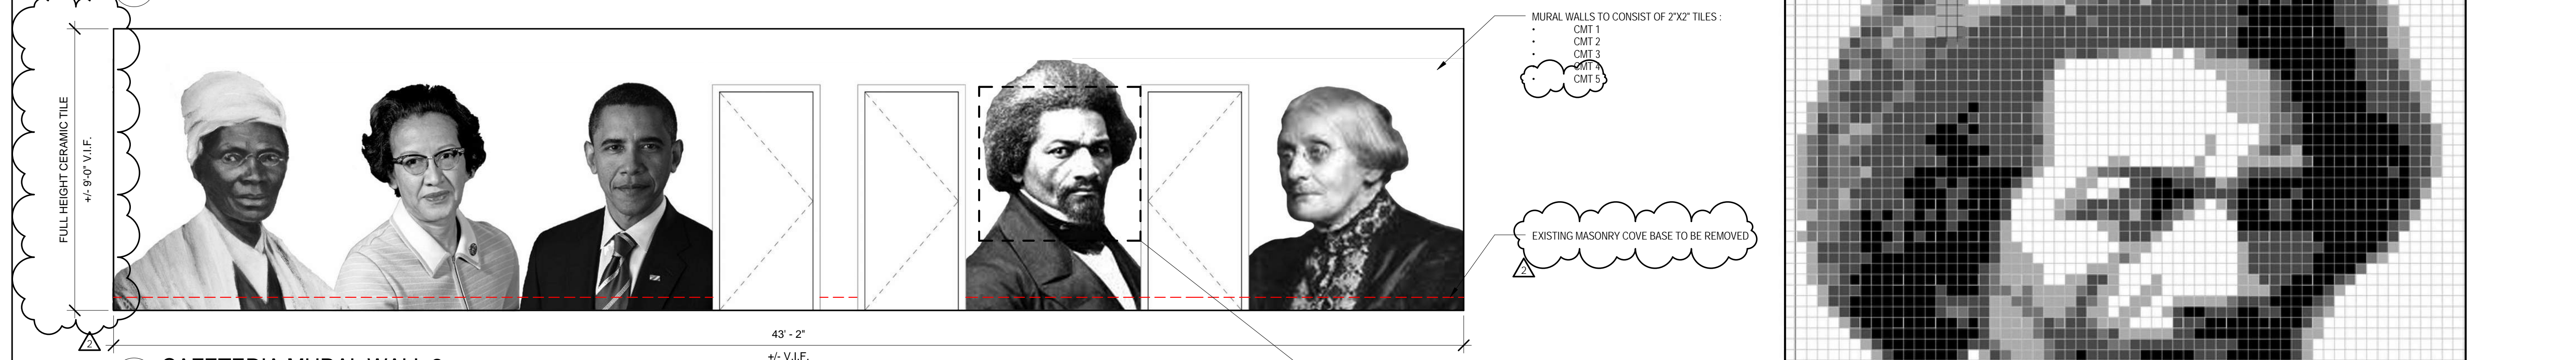 FULL HEIGHT CERAMIC TILE
+/- 9'-0" V.I.F.
2
43' - 2"
+/- V.I.F.
MURAL WALLS TO CONSIST OF 2"X2" TILES :
• CMT 1
• CMT 2
• CMT 3
• CMT 4
• CMT 5
EXISTING MASONRY COVE BASE TO BE REMOVED
2